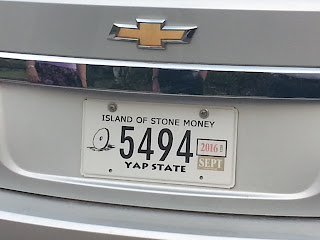 ISLAND OF STONE MONEY
5494
2016
SEPT
YAP STATE